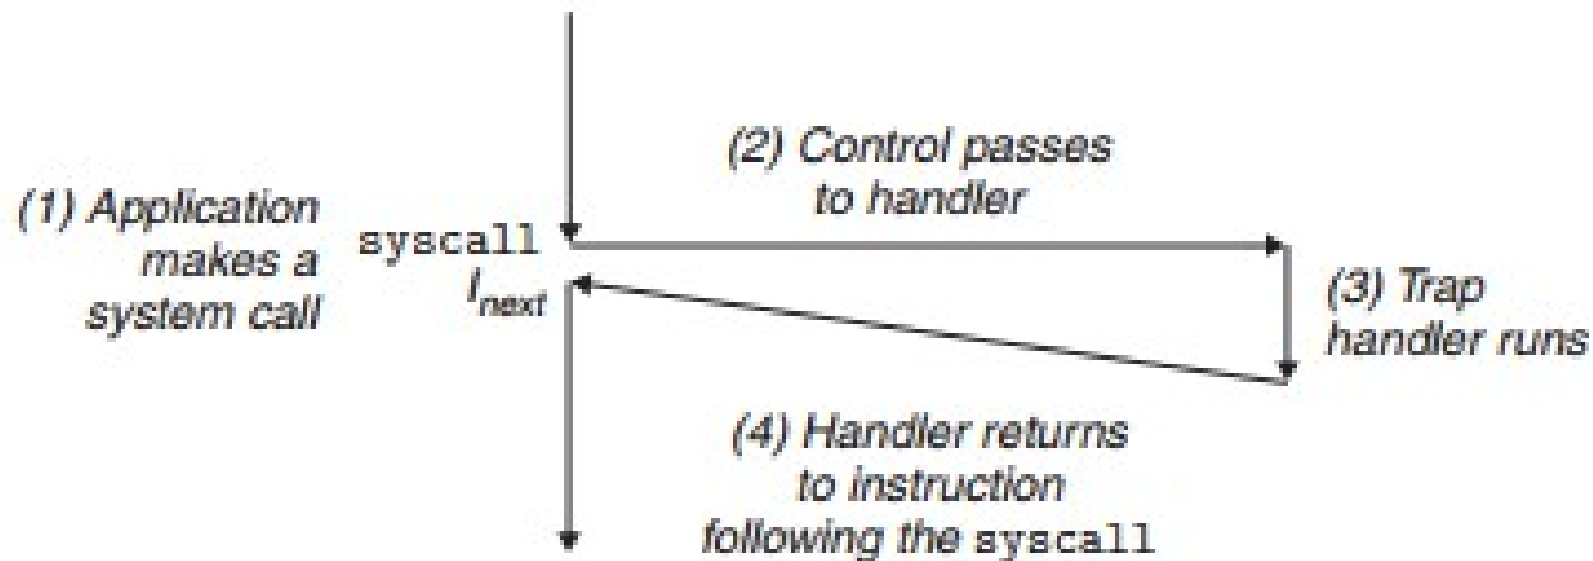 (1) Application
makes a
system call
syscall
Inext
(2) Control passes
to handler
(3) Trap
handler runs
(4) Handler returns
to instruction
following the syscall